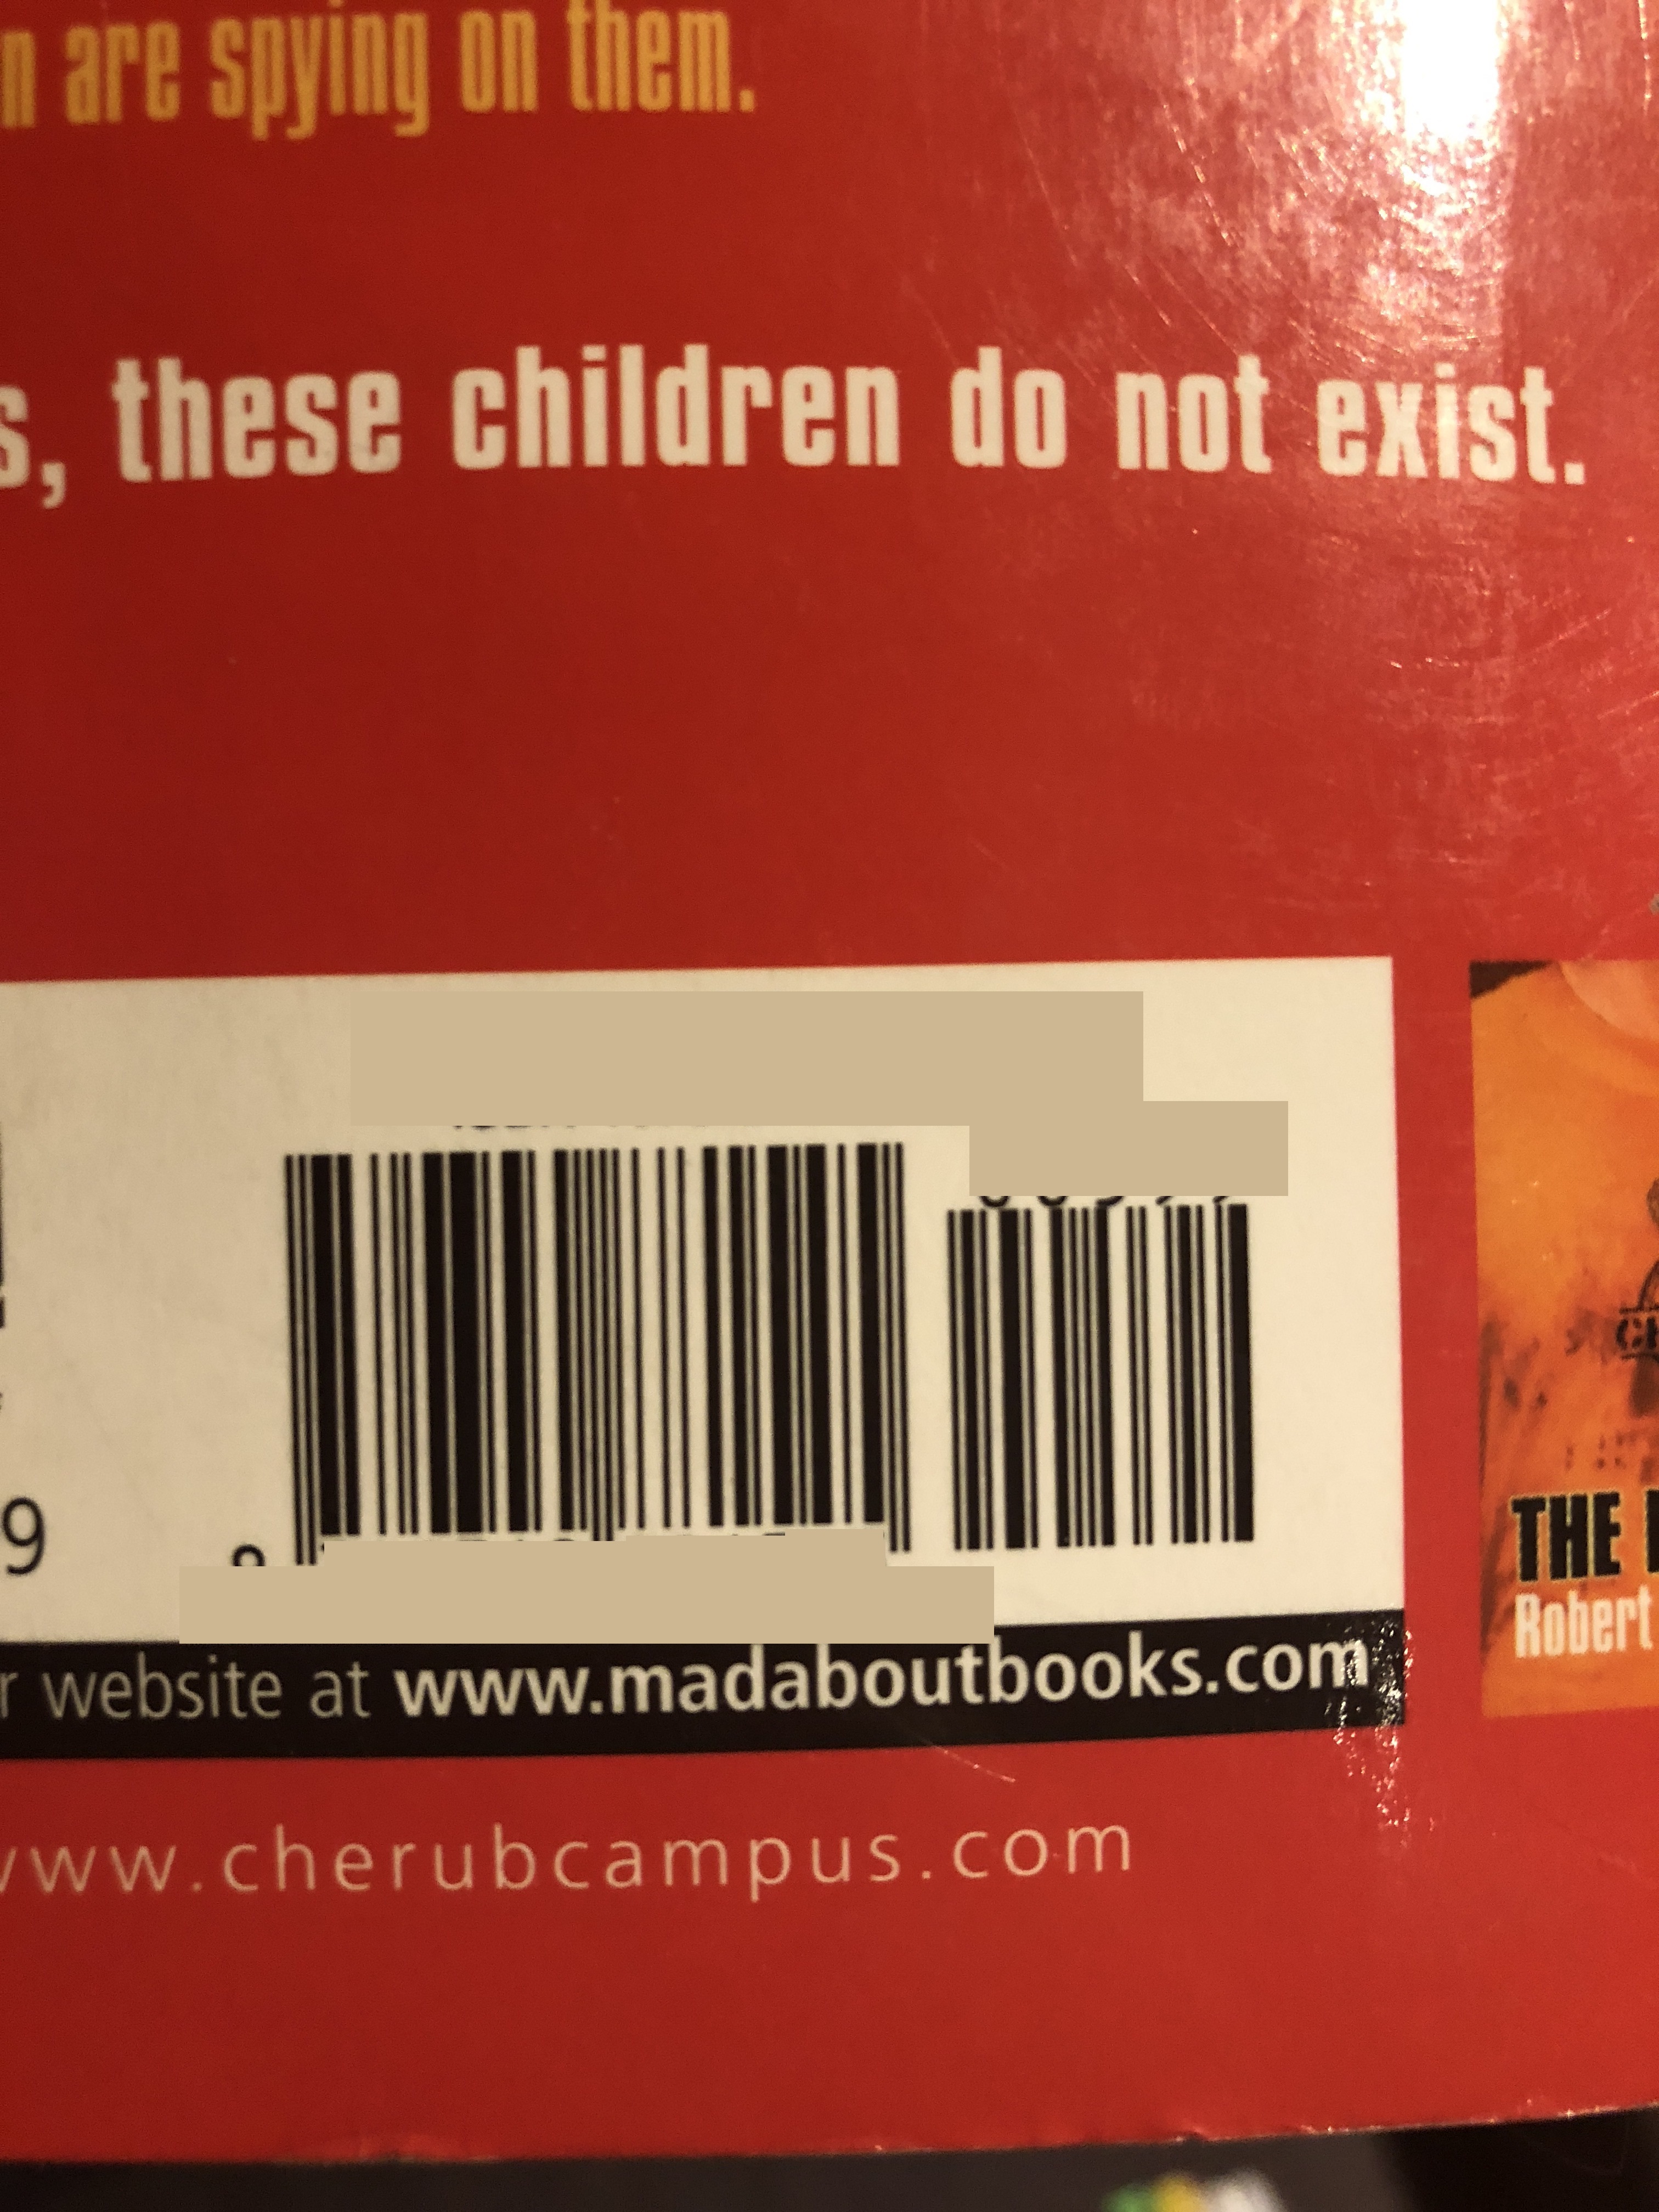 are spying on them.
s, these children do not exist.
9
r website at www.madaboutbooks.com
www.cherubcampus.com
THE
Robert